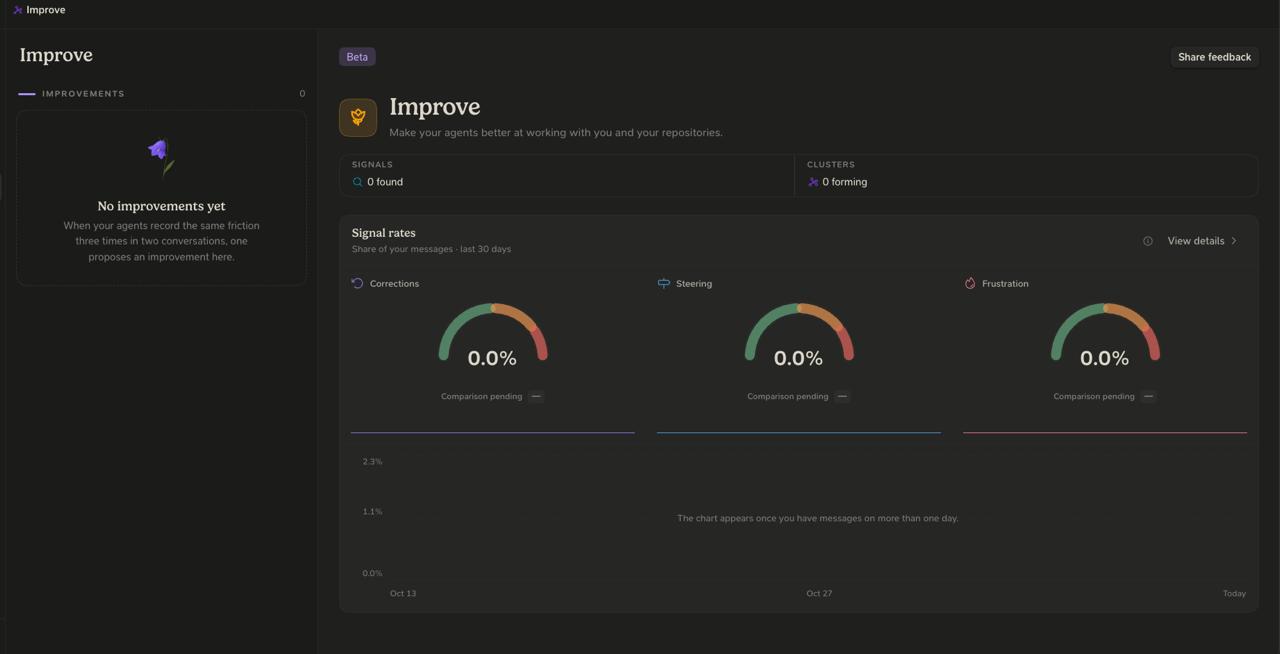 Improve
Improve
IMPROVEMENTS 0
No improvements yet
When your agents record the same friction
three times in two conversations, one
proposes an improvement here.
Beta
Share feedback
Improve
Make your agents better at working with you and your repositories.
SIGNALS
0 found
CLUSTERS
0 forming
Signal rates
Share of your messages · last 30 days
View details
Corrections
0.0%
Comparison pending —
Steering
0.0%
Comparison pending —
Frustration
0.0%
Comparison pending —
2.3%
1.1%
The chart appears once you have messages on more than one day.
0.0%
Oct 13 Oct 27 Today